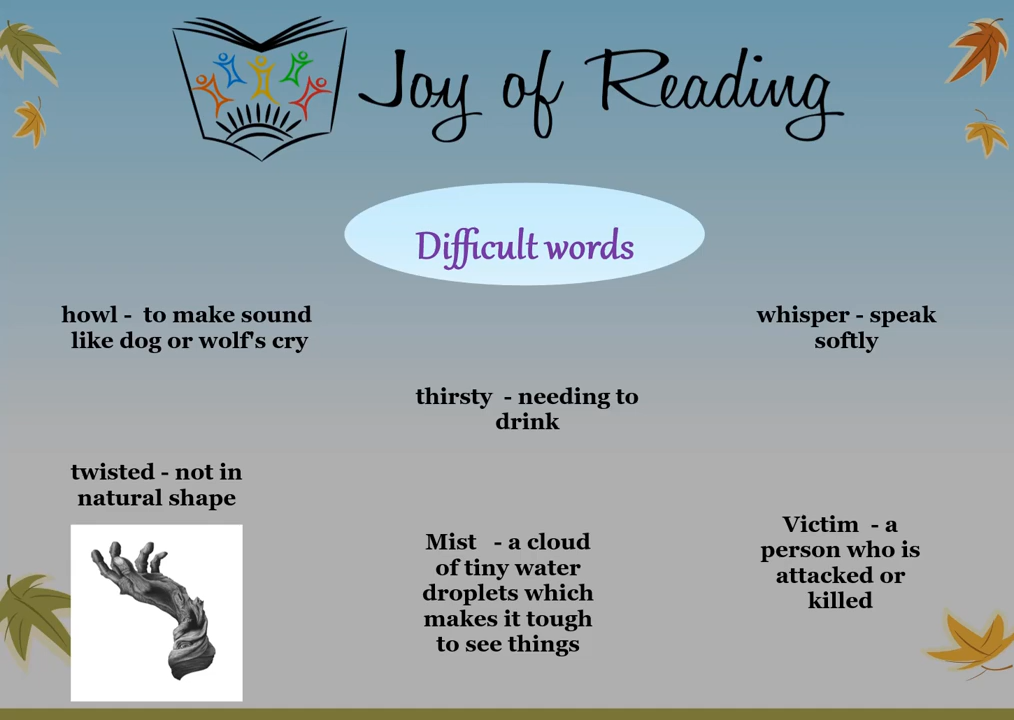 Joy of Reading
Difficult words
howl - to make sound
like dog or wolf's cry
whisper - speak
softly
thirsty - needing to
drink
twisted - not in
natural shape
Mist - a cloud
of tiny water
droplets which
makes it tough
to see things
Victim - a
person who is
attacked or
killed